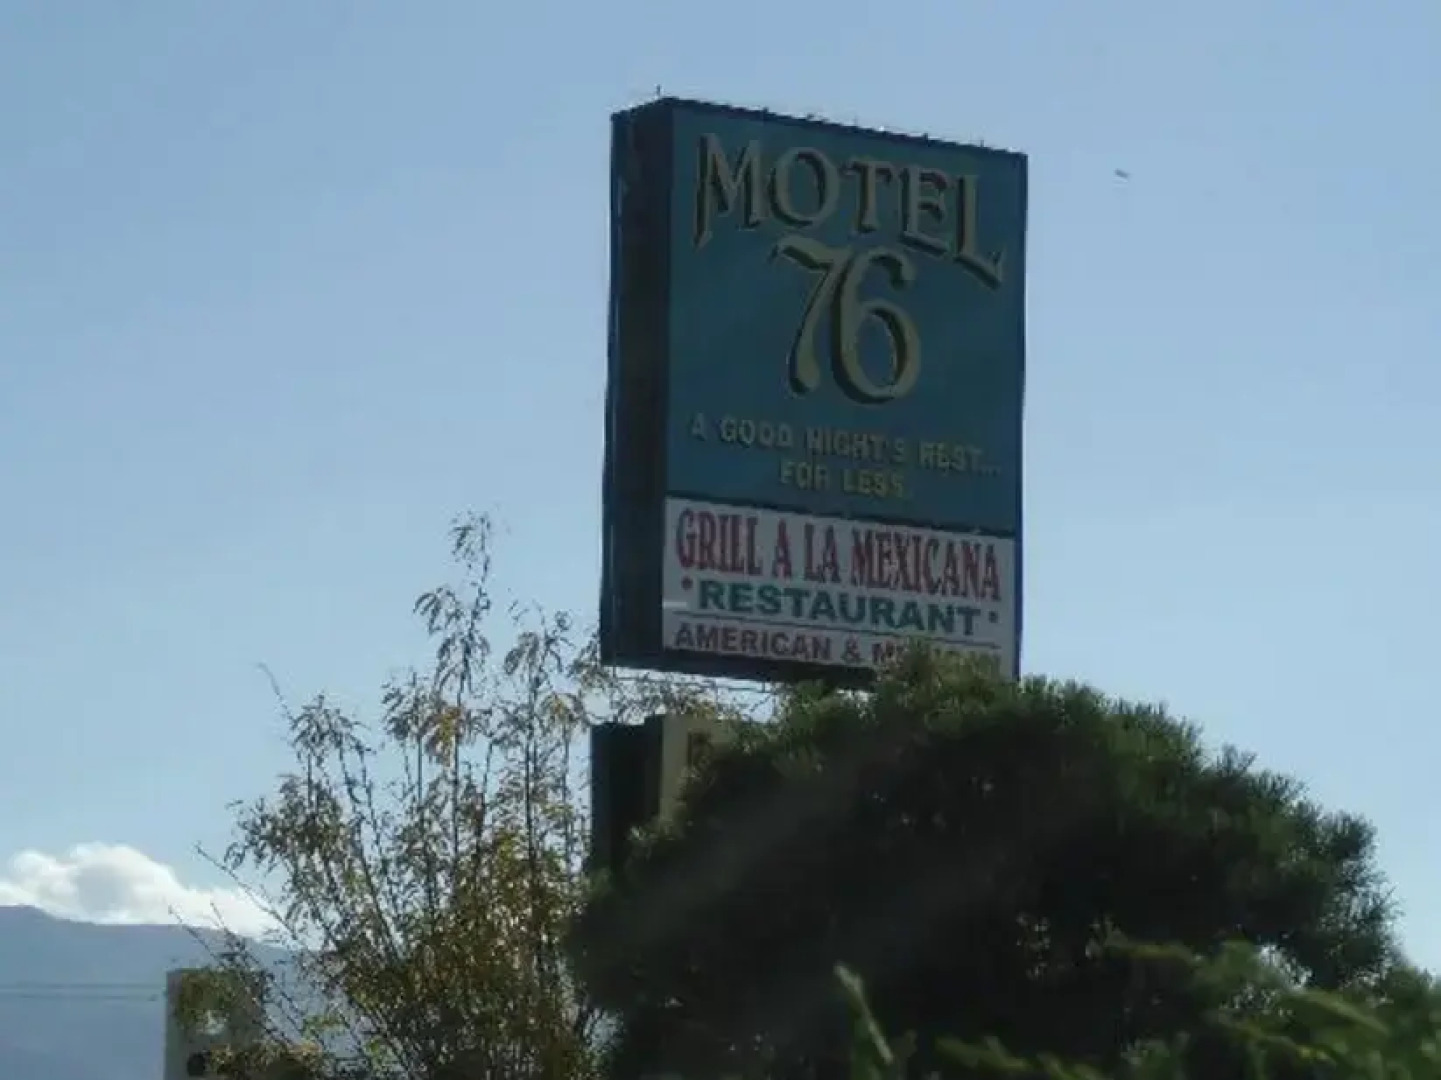 MOTEL
76
A GOOD NIGHT'S REST...
FOR LESS.
GRILL A LA MEXICANA
• RESTAURANT •
AMERICAN &